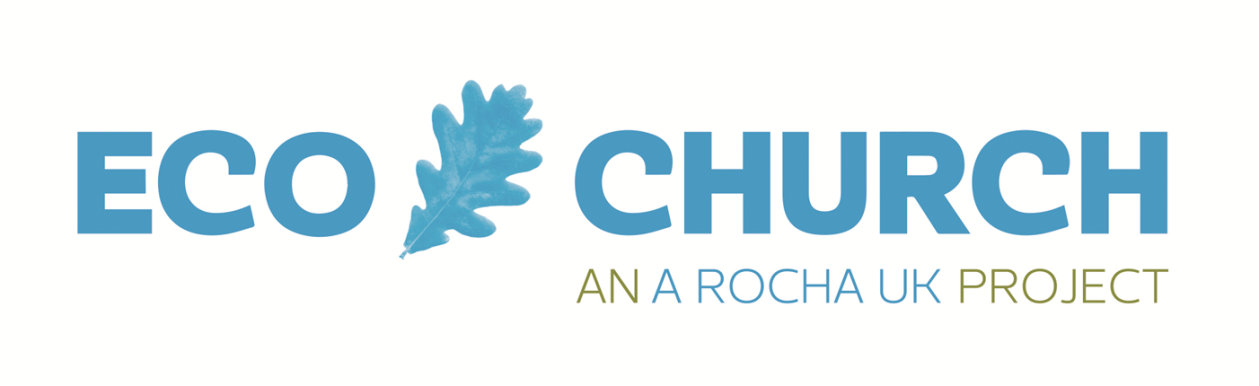 ECO CHURCH
AN A ROCHA UK PROJECT